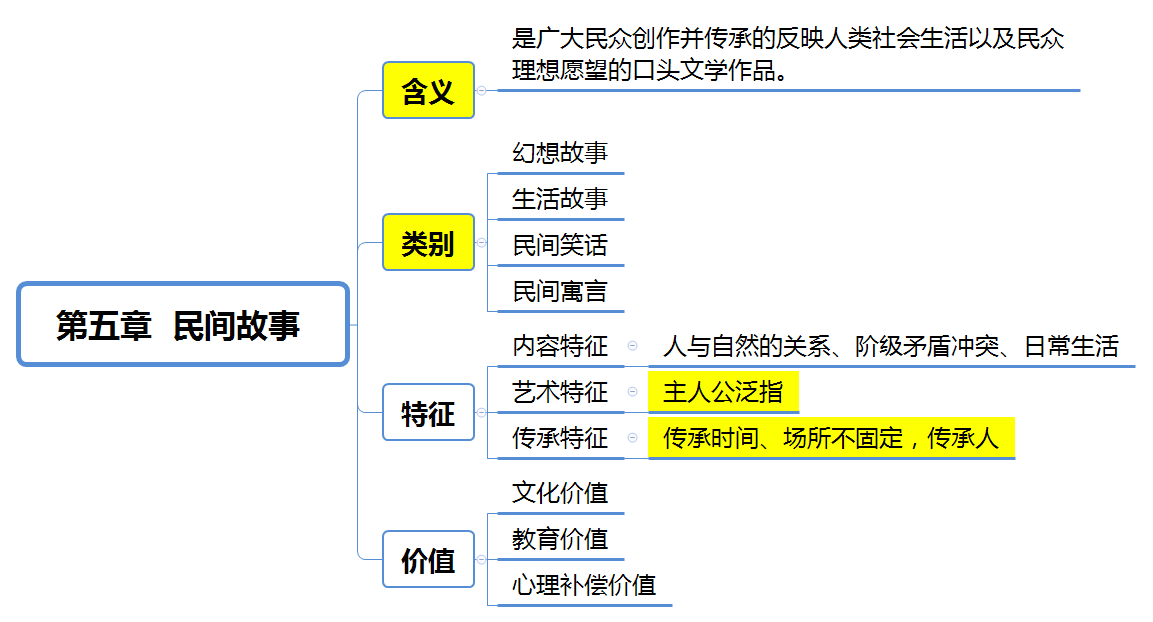 第五章 民间故事
含义
是广大民众创作并传承的反映人类社会生活以及民众
理想愿望的口头文学作品。
类别
幻想故事
生活故事
民间笑话
民间寓言
特征
内容特征
人与自然的关系、阶级矛盾冲突、日常生活
艺术特征
主人公泛指
传承特征
传承时间、场所不固定，传承人
价值
文化价值
教育价值
心理补偿价值